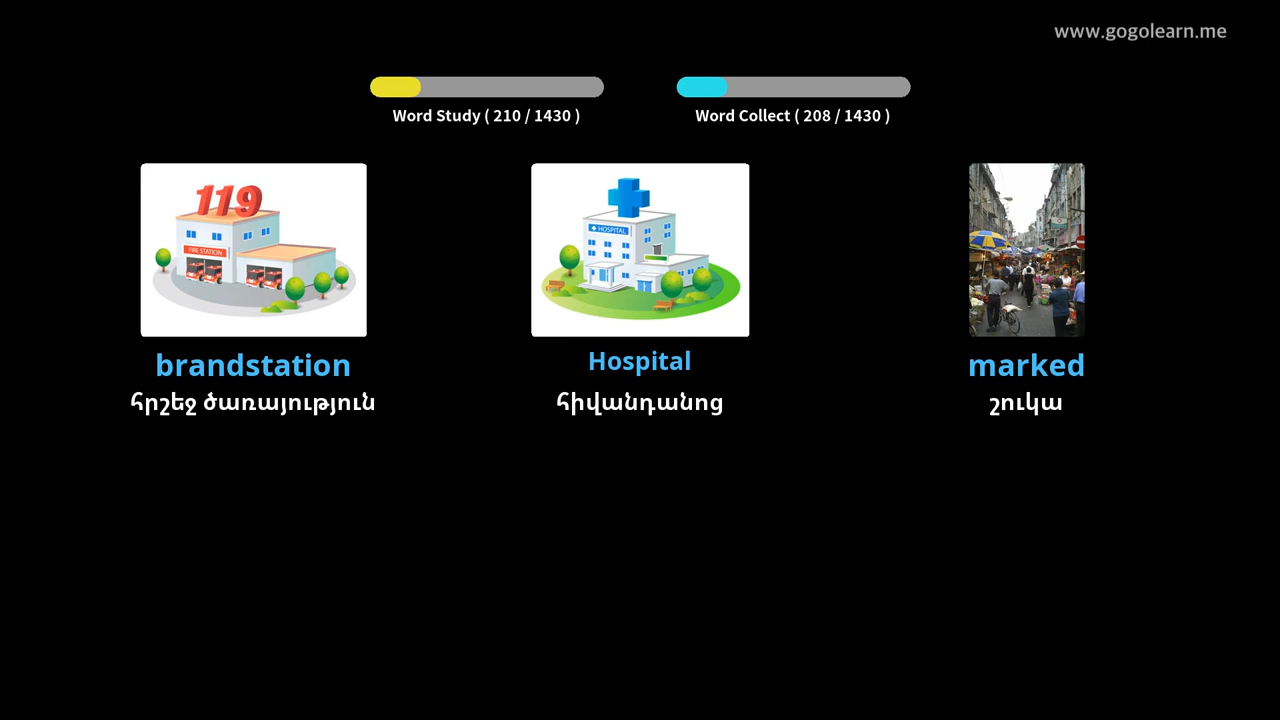 www.gogolearn.me
Word Study ( 210 / 1430 )
Word Collect ( 208 / 1430 )
119
FIRE STATION
HOSPITAL
brandstation
Hospital
marked
հրշեջ ծառայություն
հիվանդանոց
շուկա